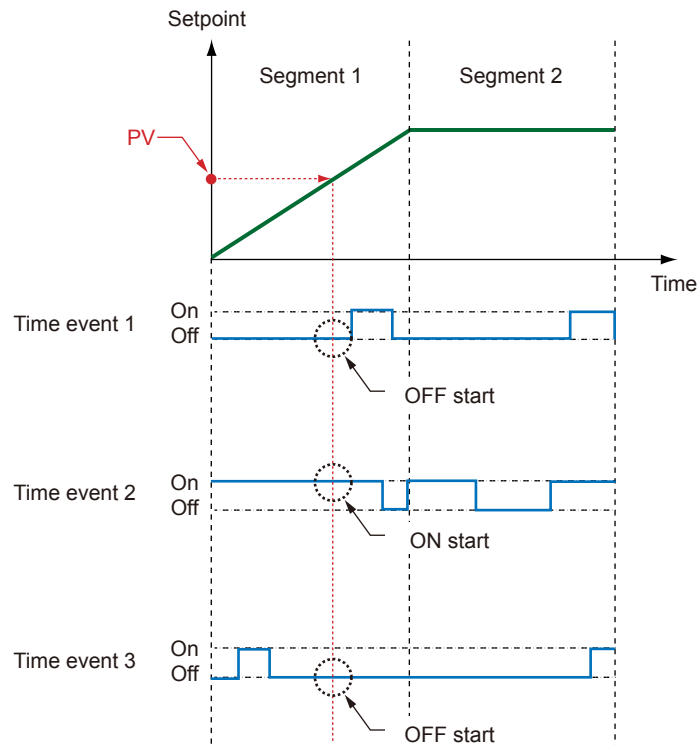 Setpoint
Segment 1
Segment 2
PV
Time
Time event 1
On
Off
OFF start
Time event 2
On
Off
ON start
Time event 3
On
Off
OFF start